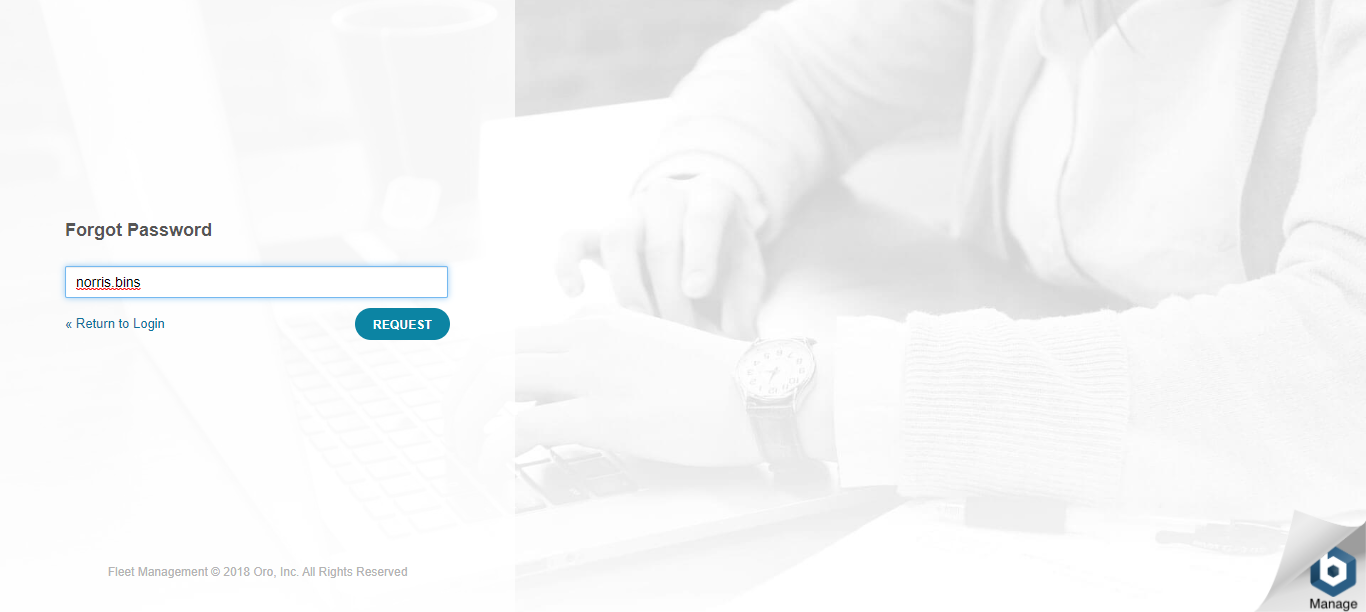 Forgot Password
norris.bins
« Return to Login
REQUEST
Fleet Management © 2018 Oro, Inc. All Rights Reserved
b
Manage